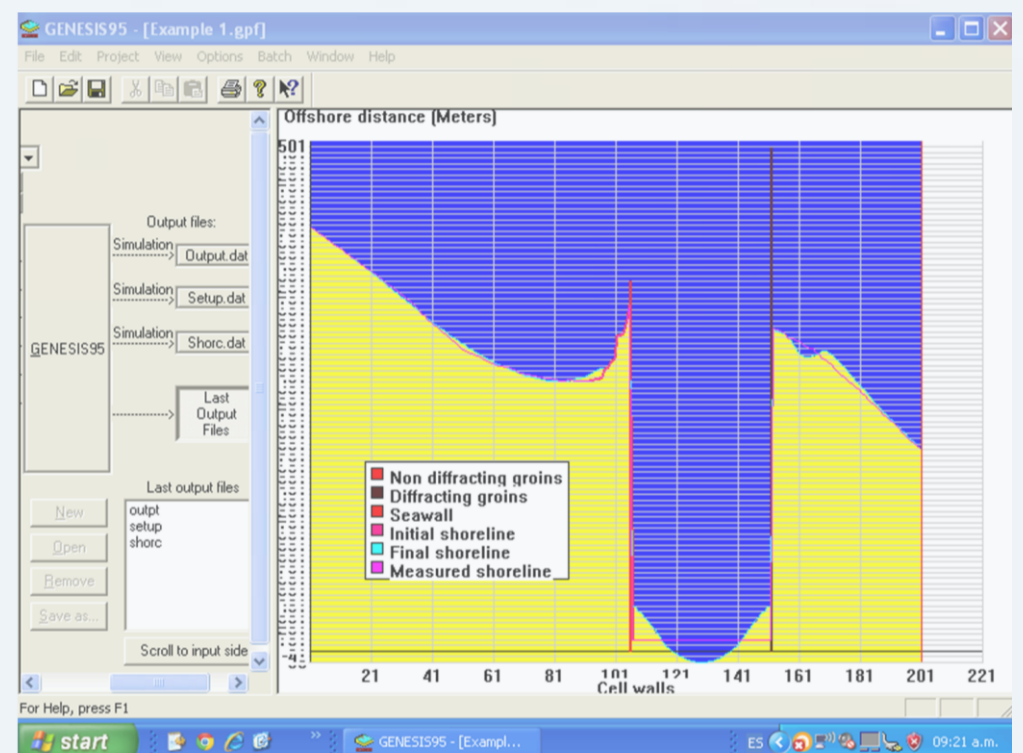 GENESIS95 - [Example 1.gpf]
File Edit Project View Options Batch Window Help
Offshore distance (Meters)
501
Output files:
Simulation
Output.dat
Simulation
Setup.dat
Simulation
Shorc.dat
GENESIS95
Last
Output
Files
Last output files
outpt
setup
shorc
New
Open
Remove
Save as...
Scroll to input side
Non diffracting groins
Diffracting groins
Seawall
Initial shoreline
Final shoreline
Measured shoreline
21 41 61 81 101 121 141 161 181 201 221
Cell walls
For Help, press F1
start
GENESIS95 - [Exampl...
ES
09:21 a.m.